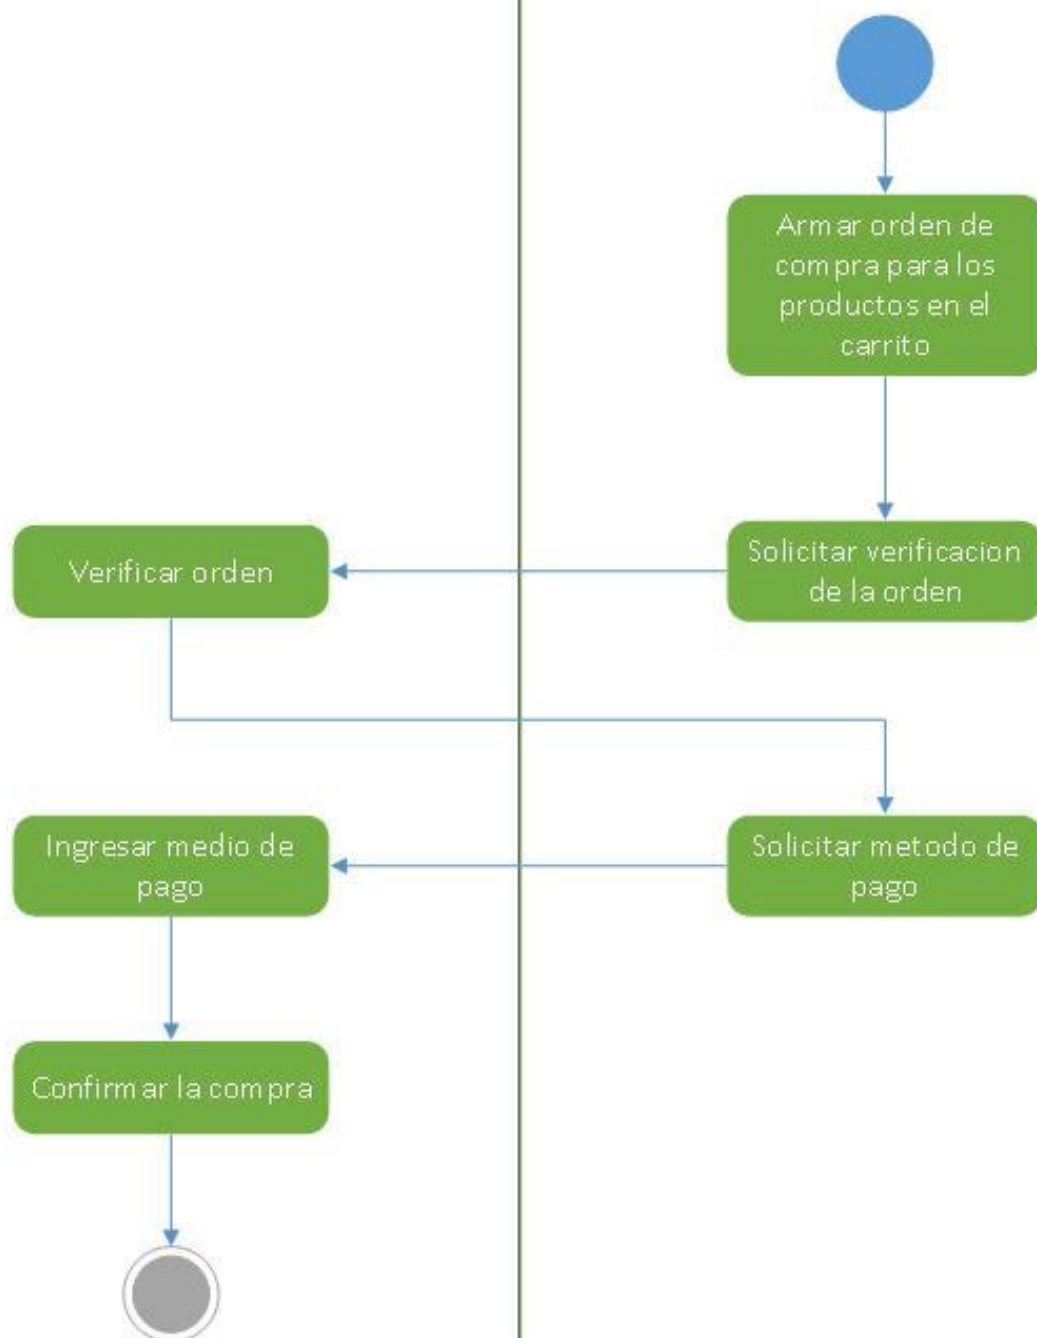 Armar orden de
compra para los
productos en el
carrito
Solicitar verificacion
de la orden
Verificar orden
Solicitar metodo de
pago
Ingresar medio de
pago
Confirmar la compra